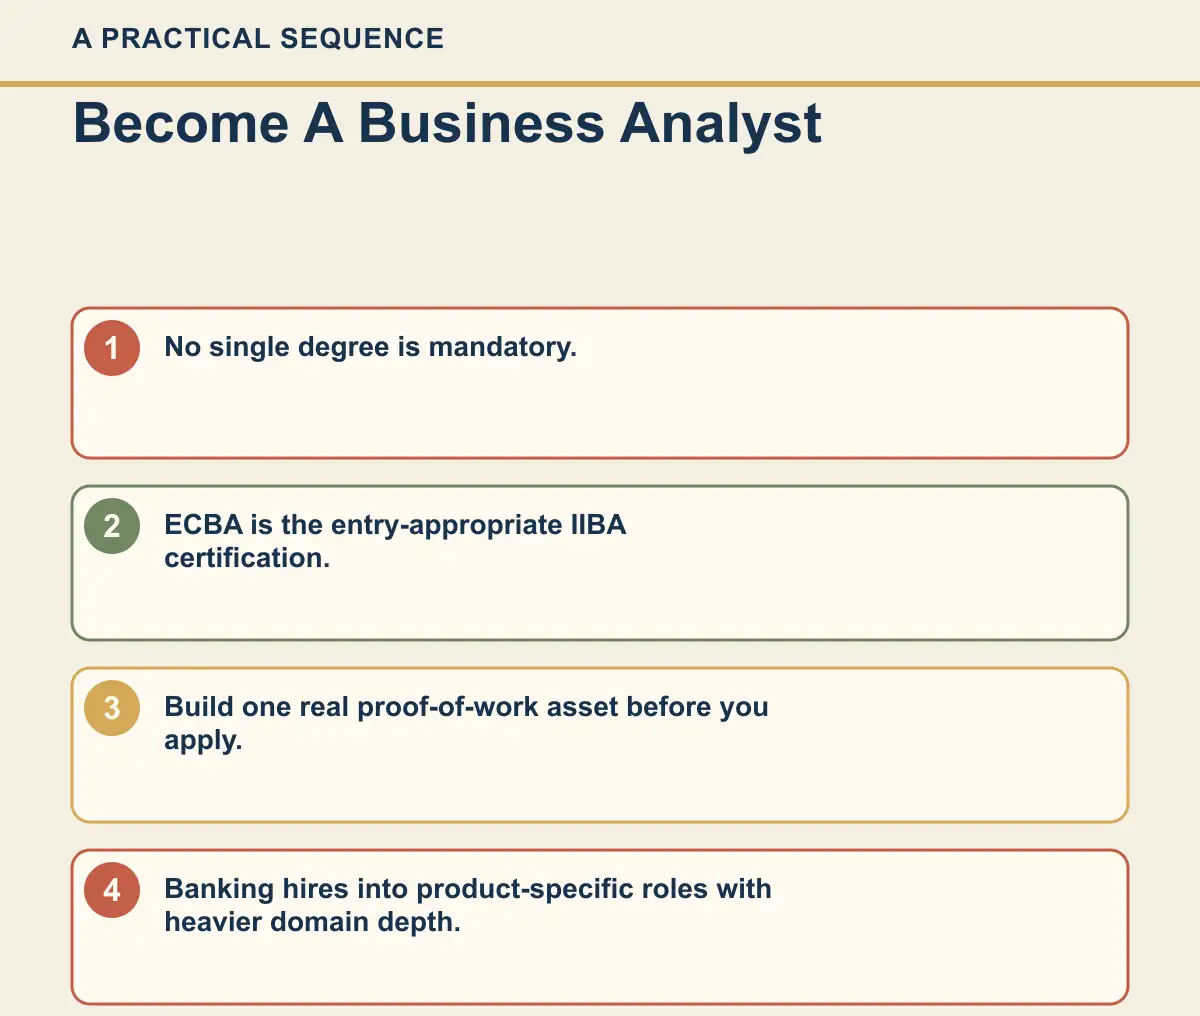 A PRACTICAL SEQUENCE
Become A Business Analyst
1
No single degree is mandatory.
2
ECBA is the entry-appropriate IIBA
certification.
3
Build one real proof-of-work asset before you
apply.
4
Banking hires into product-specific roles with
heavier domain depth.